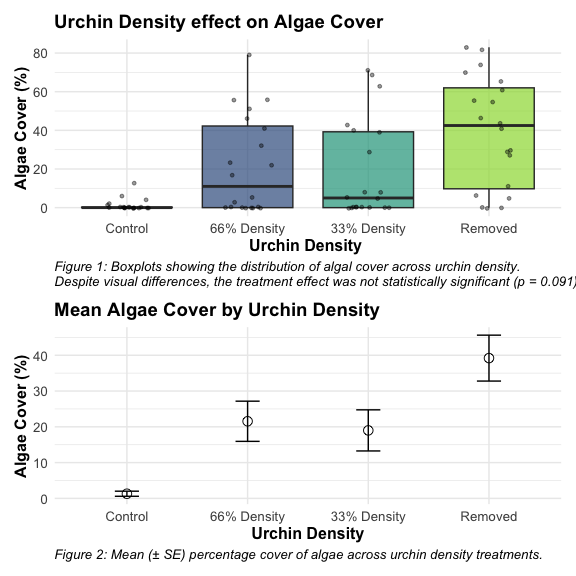 Urchin Density effect on Algae Cover
Algae Cover (%)
80
60
40
20
0
Control 66% Density 33% Density Removed
Urchin Density
Figure 1: Boxplots showing the distribution of algal cover across urchin density.
Despite visual differences, the treatment effect was not statistically significant (p = 0.091)
Mean Algae Cover by Urchin Density
Algae Cover (%)
40
30
20
10
0
Control 66% Density 33% Density Removed
Urchin Density
Figure 2: Mean (± SE) percentage cover of algae across urchin density treatments.